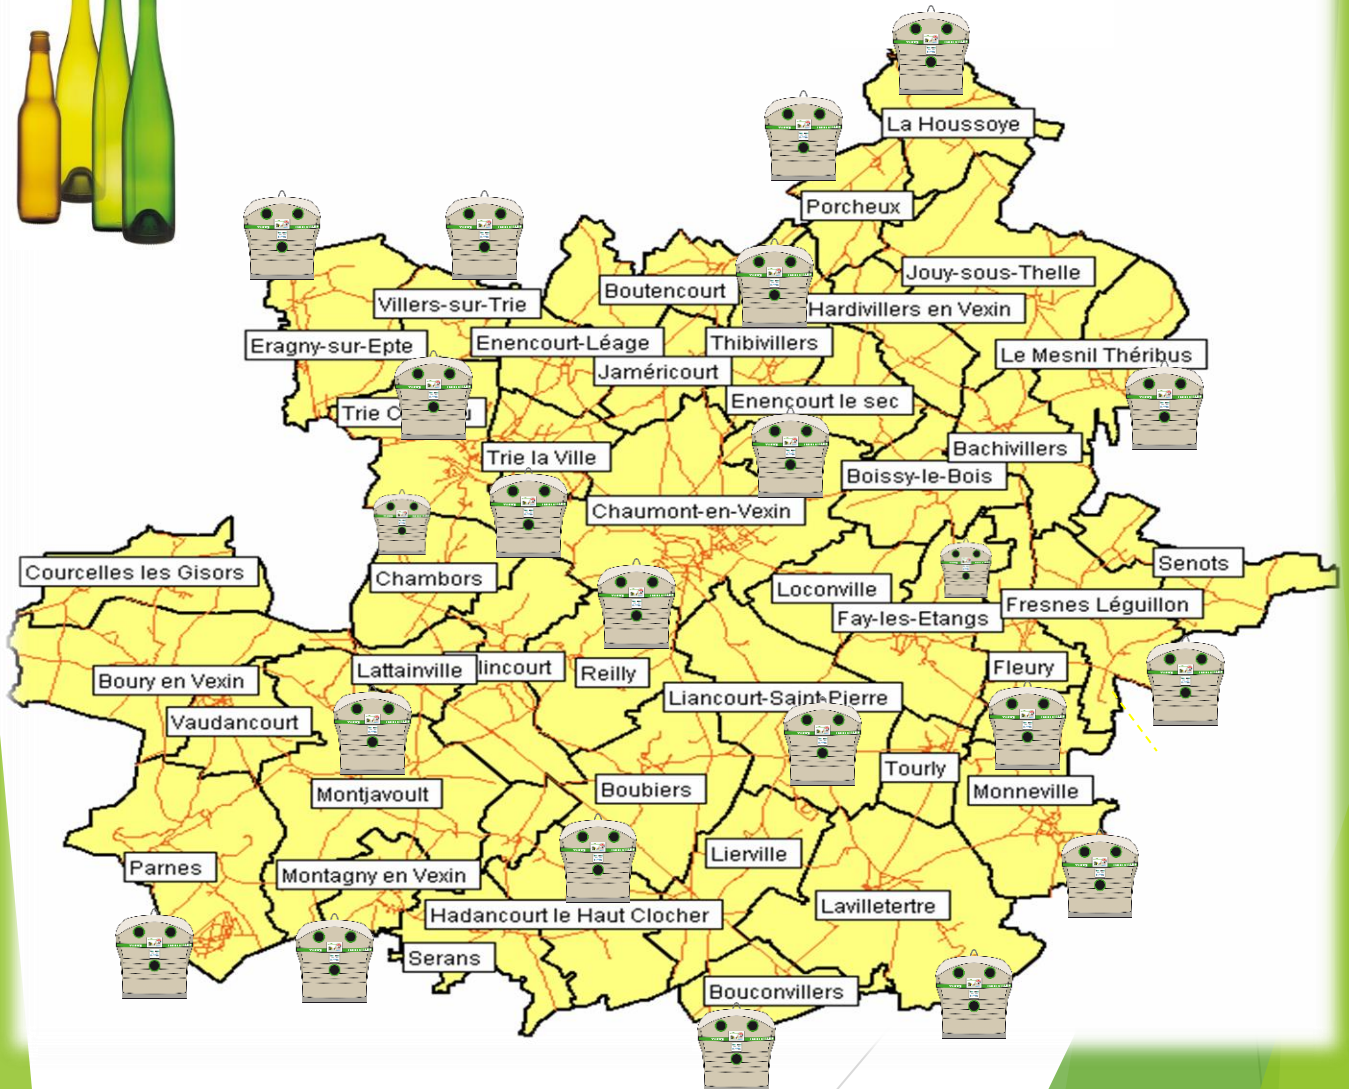 La Houssoye
Porcheux
Jouy-sous-Thelle
Boutencourt
Villers-sur-Trie
Hardivillers en Vexin
Eragny-sur-Epte
Enencourt-Léage
Thibivillers
Le Mesnil Théribus
Jaméricourt
Enencourt le sec
Trie
Bachivillers
Trie la Ville
Boissy-le-Bois
Chaumont-en-Vexin
Senots
Courcelles les Gisors
Chambors
Loconville
Fresnes Léguillon
Fay-les-Etangs
Lattainville
lincourt
Reilly
Fleury
Boury en Vexin
Liancourt-Saint-Pierre
Vaudancourt
Tourly
Montjavoult
Boubiers
Monneville
Lierville
Parnes
Montagny en Vexin
Lavilletertre
Hadancourt le Haut Clocher
Serans
Bouconvillers